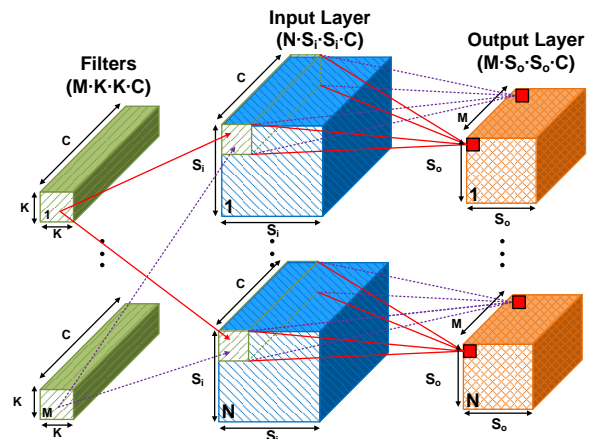 Filters
(M·K·K·C)
Input Layer
(N·Si·Si·C)
Output Layer
(M·So·So·C)
C
K
1
K
C
Si
1
Si
M
So
1
So
C
K
M
K
C
Si
N
Si
M
So
N
So